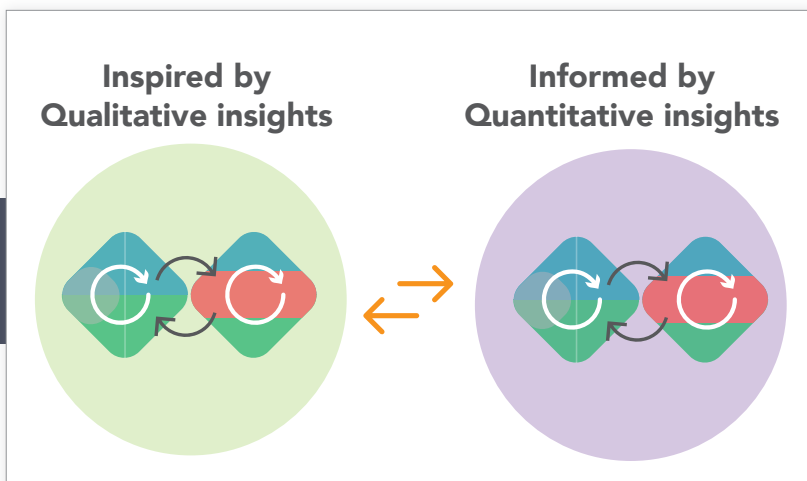 Inspired by
Qualitative insights
Informed by
Quantitative insights